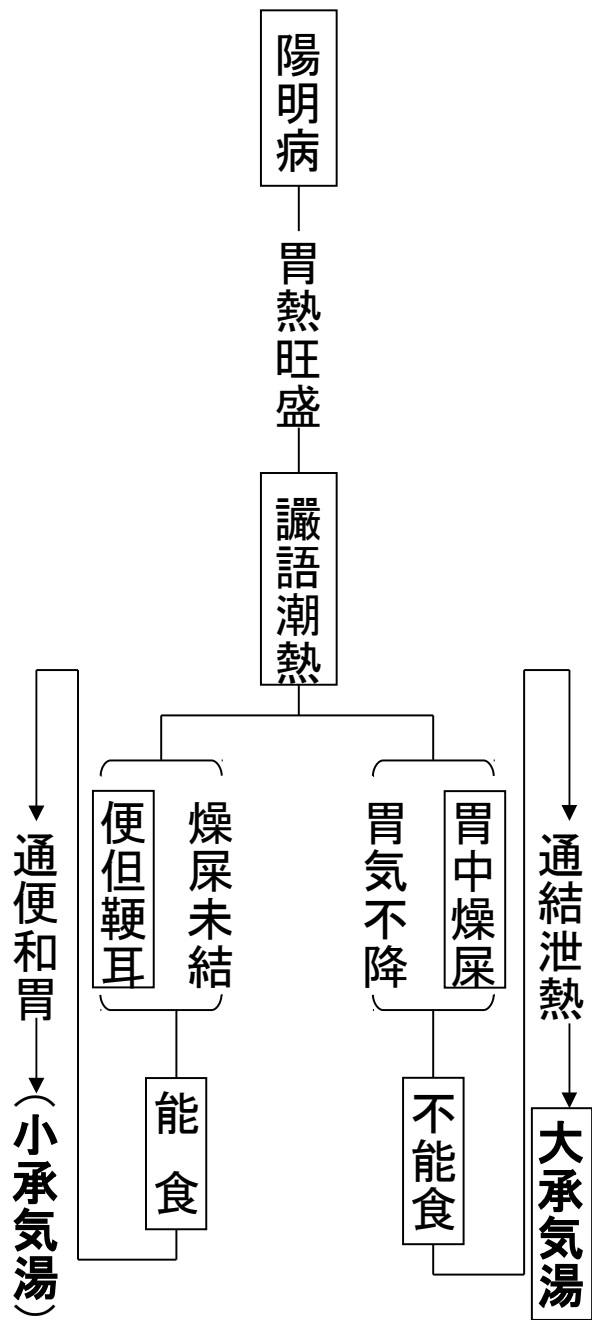 陽明病
胃熱旺盛
讝語潮熱
胃中燥屎
胃気不降
不能食
通結泄熱
大承気湯
燥屎未結
便但鞕耳
能食
通便和胃
(小承気湯)